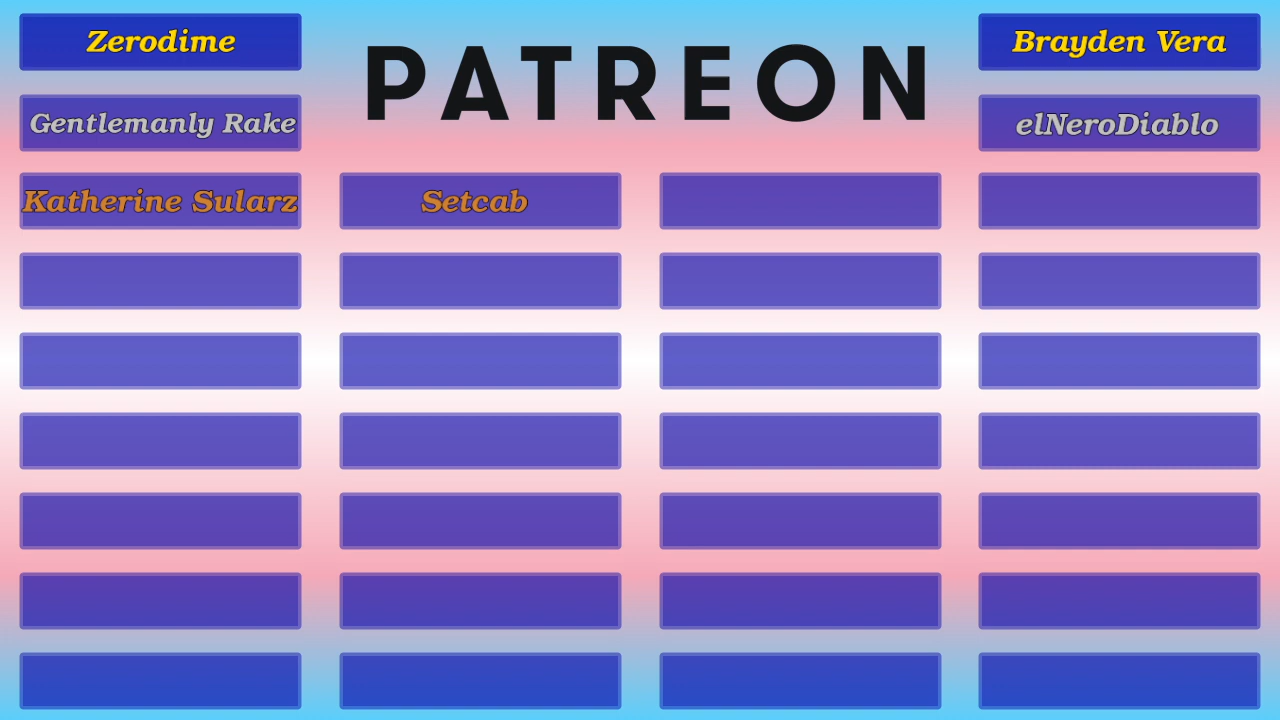 Zerodime
PATREON
Brayden Vera
Gentlemanly Rake
elNeroDiablo
Katherine Sularz
Setcab